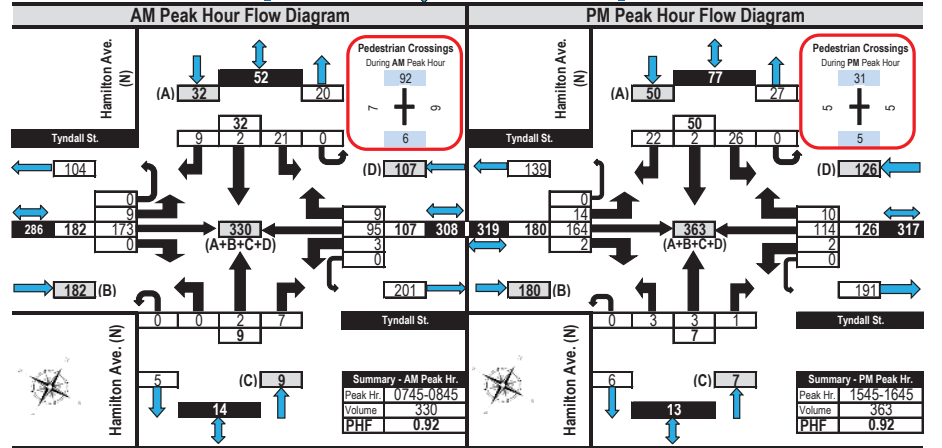 AM Peak Hour Flow Diagram
Hamilton Ave. (N)
Pedestrian Crossings
During AM Peak Hour
92
7 9
6
52
(A) 32 20
32
9 2 21 0
Tyndall St.
104
(D) 107
0
9
286 182 173
0
330
(A+B+C+D)
9
95 107 308
3
0
182 (B)
201
0 0 2 7
9
Tyndall St.
Hamilton Ave. (N)
5 (C) 9
14
Summary - AM Peak Hr.
Peak Hr. 0745-0845
Volume 330
PHF 0.92
PM Peak Hour Flow Diagram
Hamilton Ave. (N)
Pedestrian Crossings
During PM Peak Hour
31
5 5
5
77
(A) 50 27
50
22 2 26 0
Tyndall St.
139
(D) 126
0
14
319 180 164
2
363
(A+B+C+D)
10
114 126 317
2
0
180 (B)
191
0 3 3 1
7
Tyndall St.
Hamilton Ave. (N)
6 (C) 7
13
Summary - PM Peak Hr.
Peak Hr. 1545-1645
Volume 363
PHF 0.92